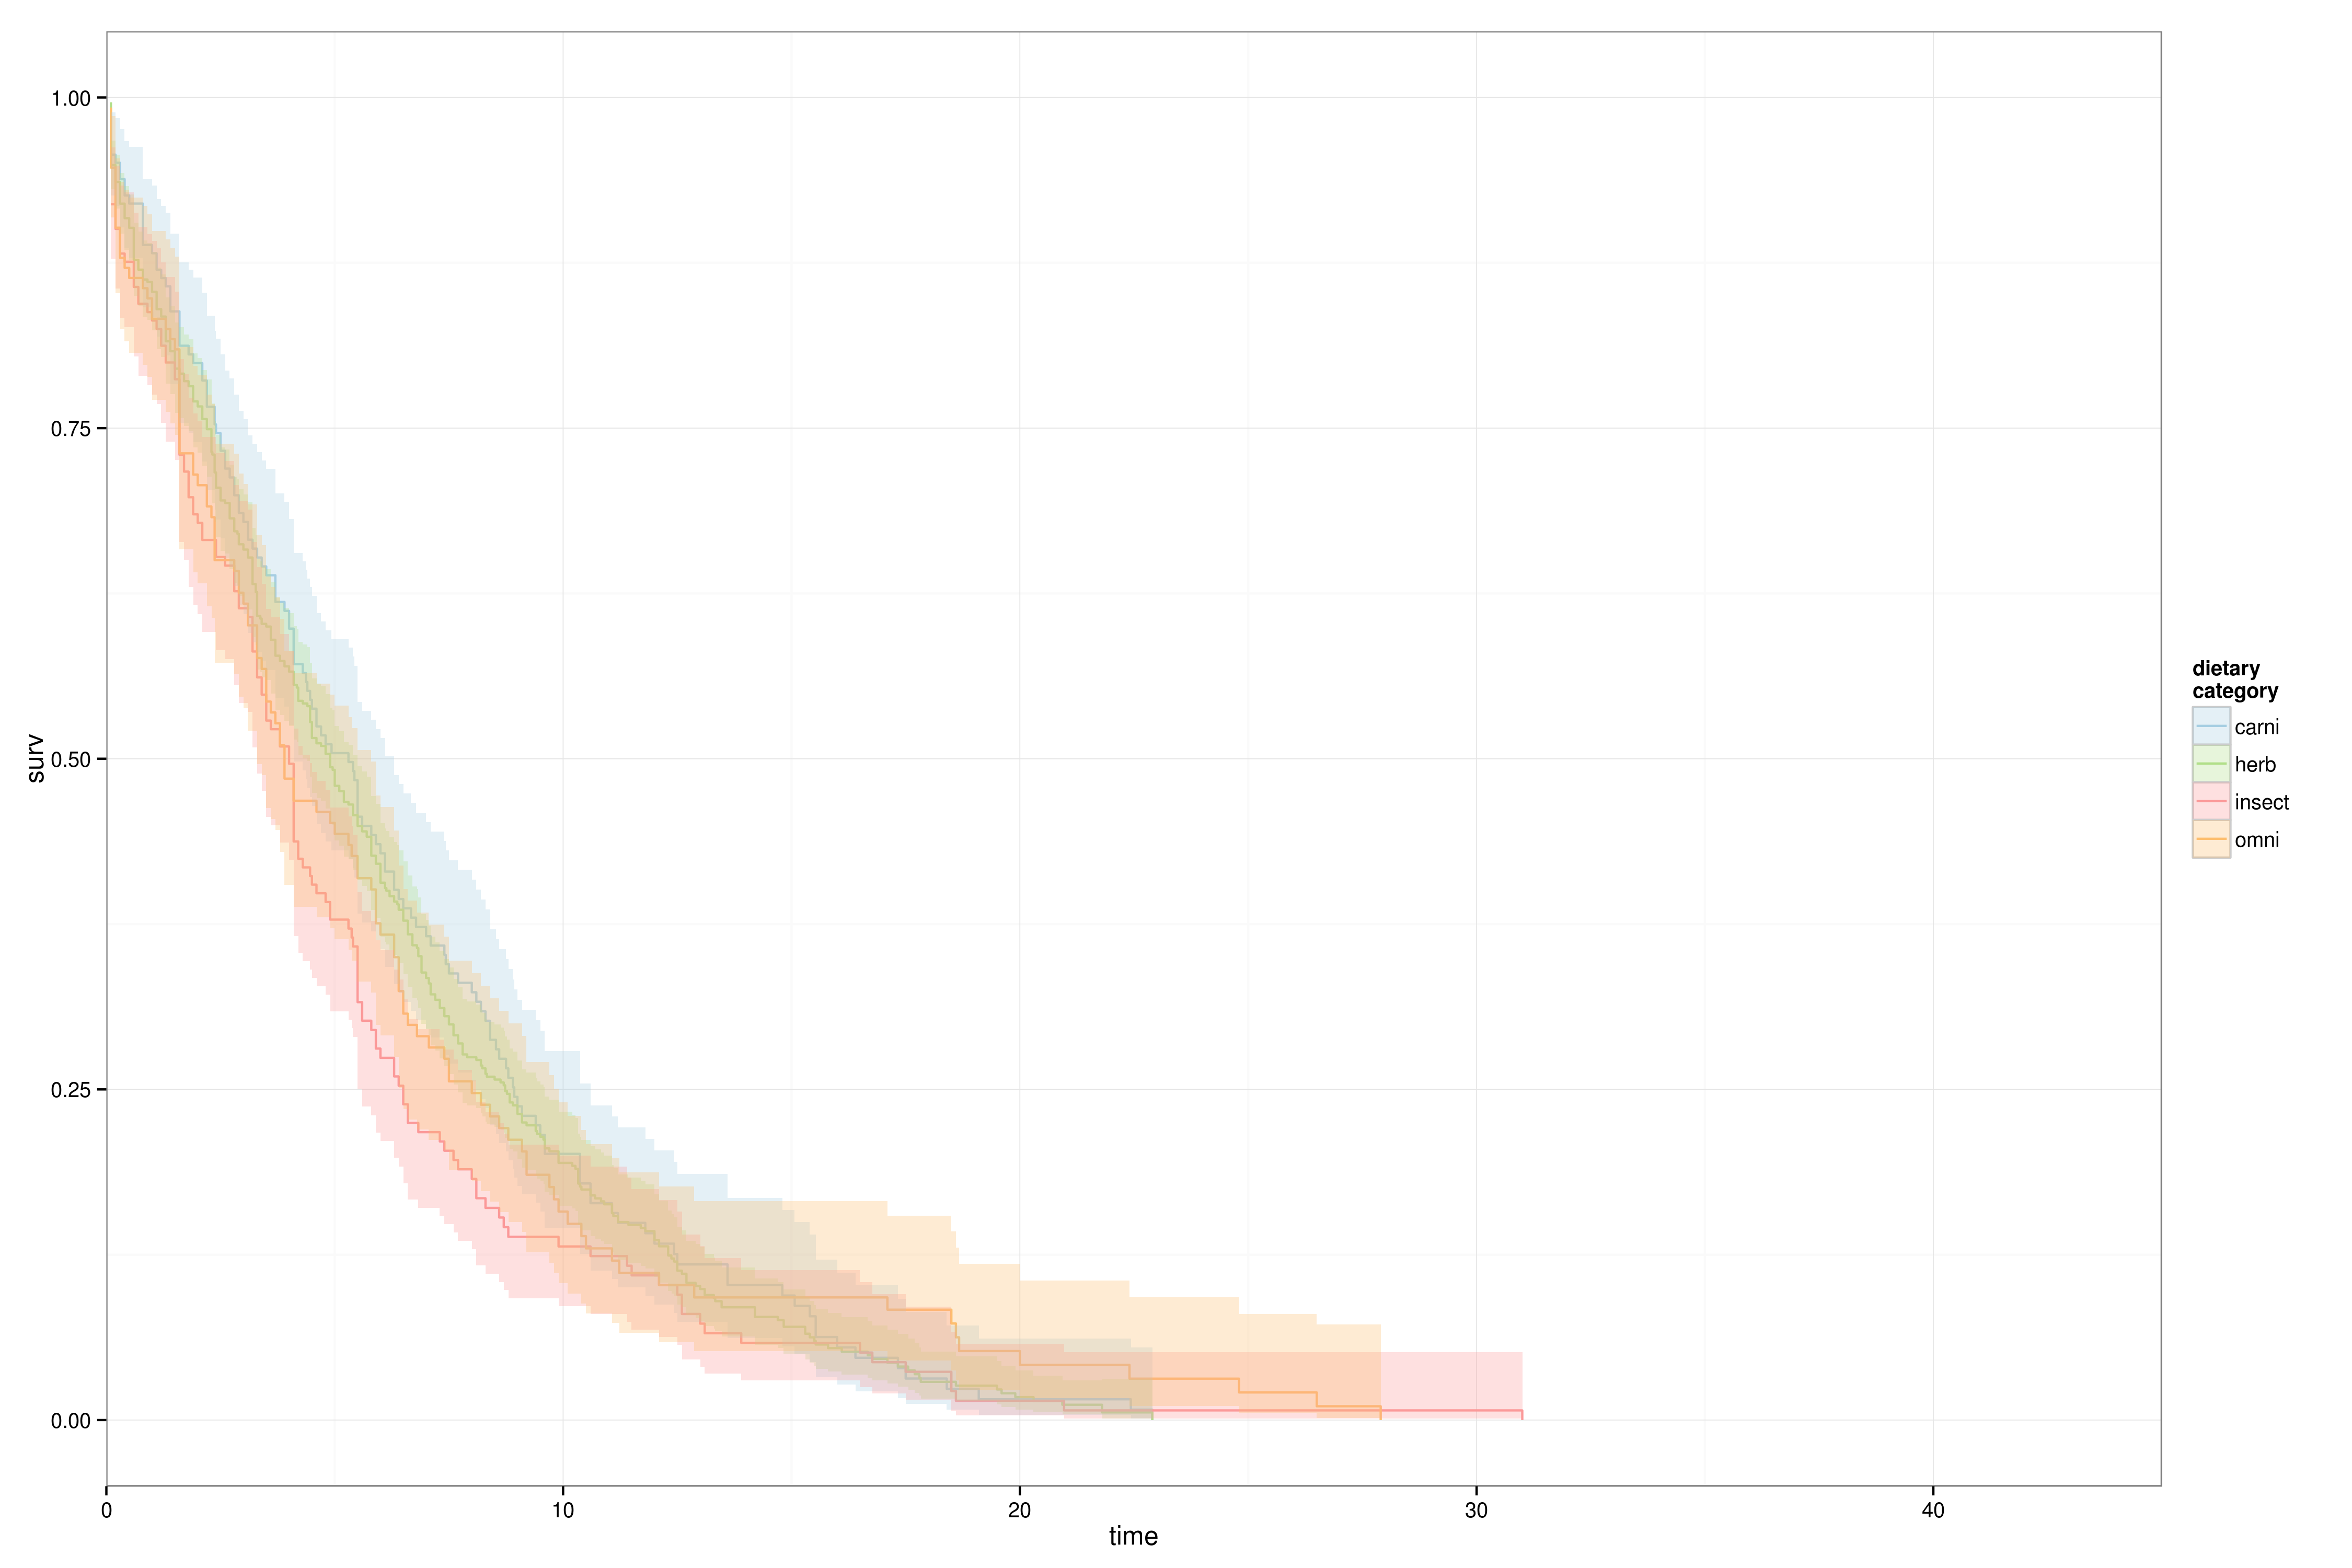 1.00
0.75
0.50
0.25
0.00
surv
0 10 20 30 40
time
dietary
category
carni
herb
insect
omni